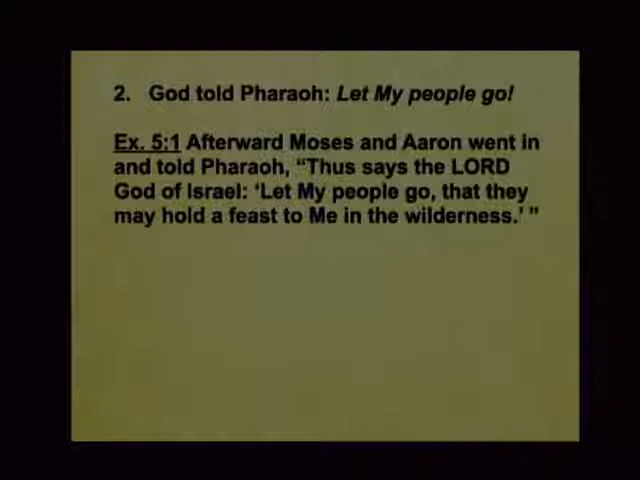 2. God told Pharaoh: Let My people go!
Ex. 5:1 Afterward Moses and Aaron went in
and told Pharaoh, “Thus says the LORD
God of Israel: ‘Let My people go, that they
may hold a feast to Me in the wilderness.’ ”